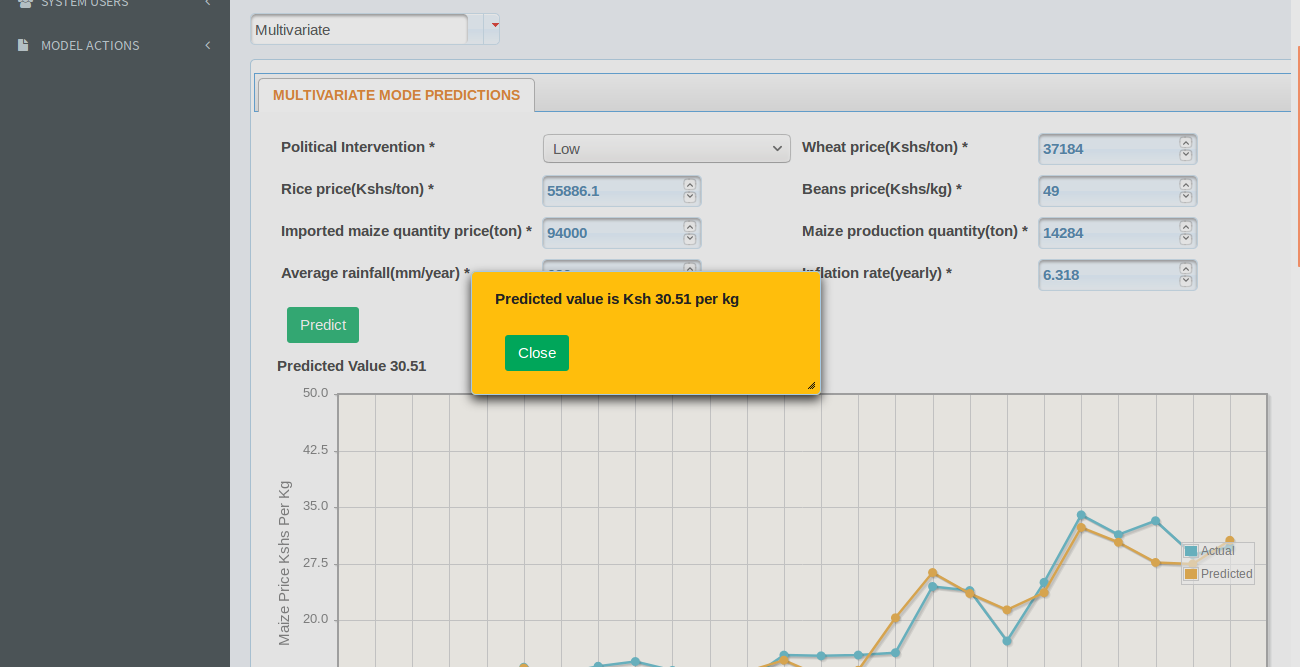 SYSTEM USERS
MODEL ACTIONS
Multivariate
MULTIVARIATE MODE PREDICTIONS
Political Intervention * Low Wheat price(Kshs/ton) * 37184
Rice price(Kshs/ton) * 55886.1 Beans price(Kshs/kg) * 49
Imported maize quantity price(ton) * 94000 Maize production quantity(ton) * 14284
Average rainfall(mm/year) * Inflation rate(yearly) * 6.318
Predicted value is Ksh 30.51 per kg
Close
Predict
Predicted Value 30.51
50.0
42.5
35.0
27.5
20.0
Maize Price Kshs Per Kg
Actual
Predicted